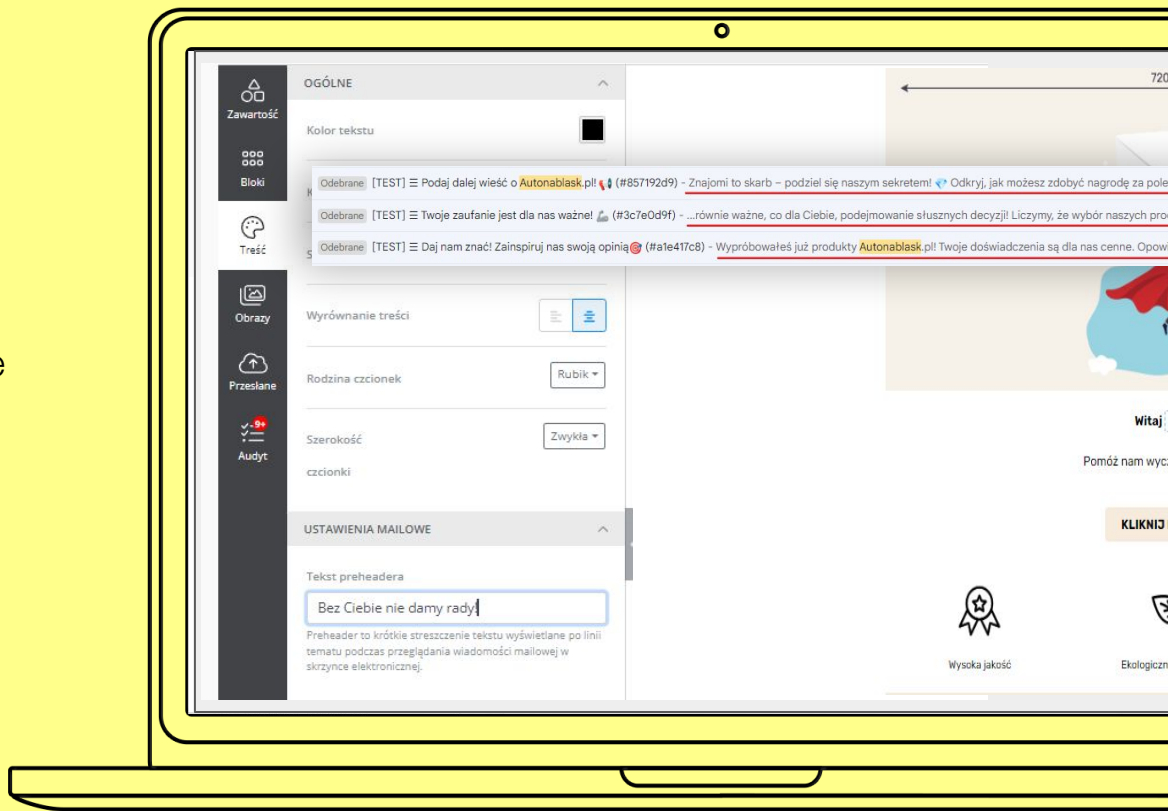 e
Zawartość
Bloki
Treść
Obrazy
Przesłane
9+
Audyt
OGÓLNE
Kolor tekstu
Odebrane [TEST] ☰ Podaj dalej wieść o Autonablask.pl! 📢 (#857192d9) - Znajomi to skarb – podziel się naszym sekretem! 💎 Odkryj, jak możesz zdobyć nagrodę za pole
Odebrane [TEST] ☰ Twoje zaufanie jest dla nas ważne! 🦾 (#3c7e0d9f) - ...równie ważne, co dla Ciebie, podejmowanie słusznych decyzji! Liczymy, że wybór naszych pro
Odebrane [TEST] ☰ Daj nam znać! Zainspiruj nas swoją opinią🎯 (#a1e417c8) - Wypróbowałeś już produkty Autonablask.pl! Twoje doświadczenia są dla nas cenne. Opowi
Wyrównanie treści
Rodzina czcionek
Rubik
Szerokość
czcionki
Zwykła
USTAWIENIA MAILOWE
Tekst preheadera
Bez Ciebie nie damy rady!
Preheader to krótkie streszczenie tekstu wyświetlane po linii
tematu podczas przeglądania wiadomości mailowej w
skrzynce elektronicznej.
720
Witaj
Pomóż nam wycz
KLIKNIJ
Wysoka jakość
Ekologiczn